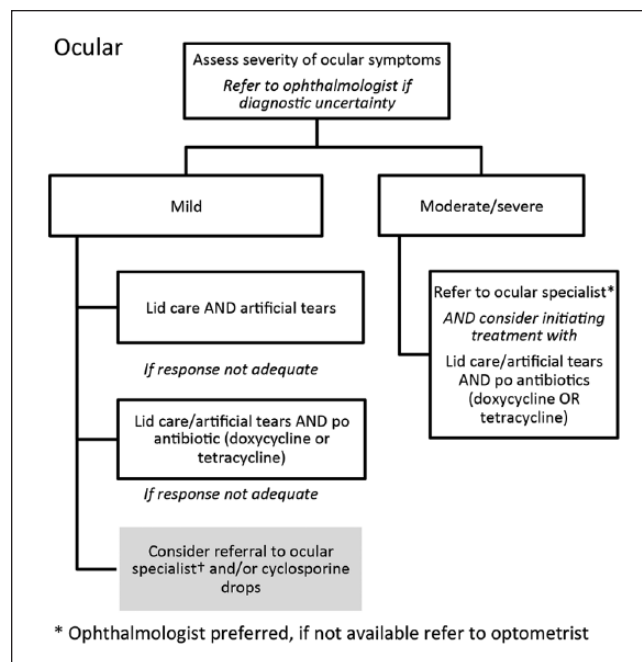 Ocular
Assess severity of ocular symptoms
Refer to ophthalmologist if
diagnostic uncertainty
Mild
Moderate/severe
Lid care AND artificial tears
If response not adequate
Lid care/artificial tears AND po
antibiotic (doxycycline or
tetracycline)
If response not adequate
Consider referral to ocular
specialist† and/or cyclosporine
drops
Refer to ocular specialist*
AND consider initiating
treatment with
Lid care/artificial tears
AND po antibiotics
(doxycycline OR
tetracycline)
* Ophthalmologist preferred, if not available refer to optometrist